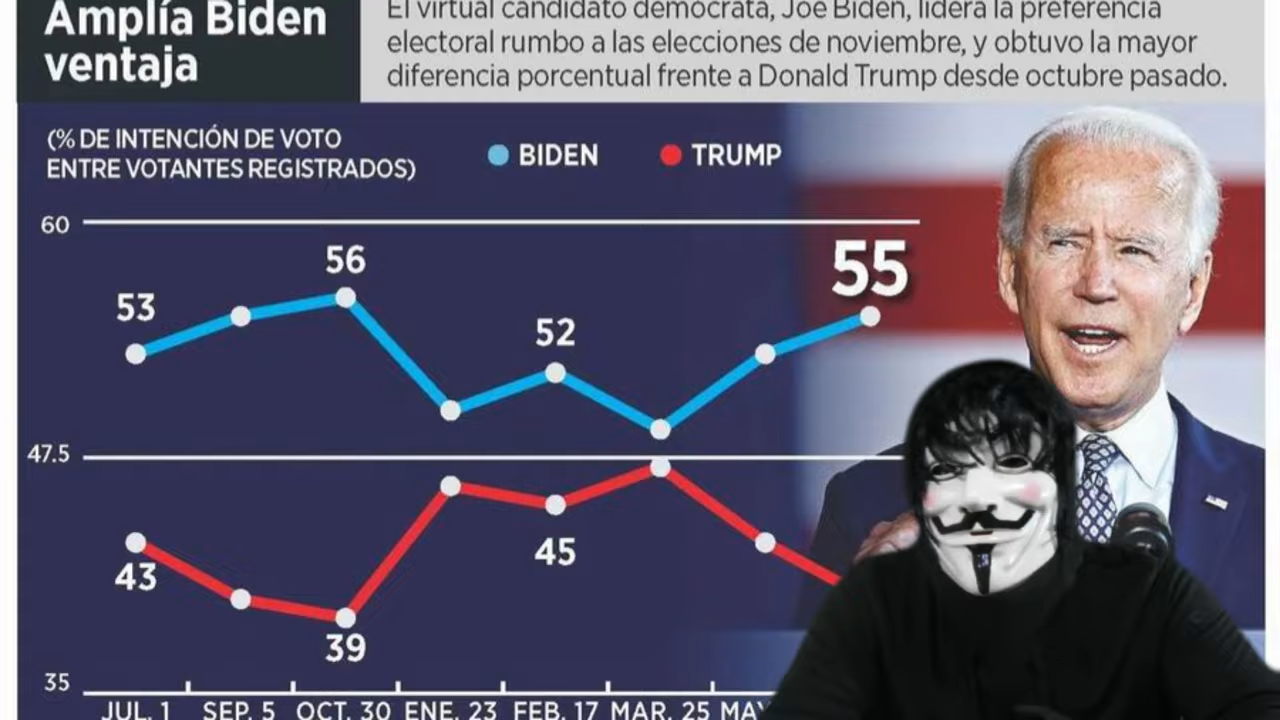 Amplía Biden
ventaja
El virtual candidato demócrata, Joe Biden, lidera la preferencia
electoral rumbo a las elecciones de noviembre, y obtuvo la mayor
diferencia porcentual frente a Donald Trump desde octubre pasado.
(% DE INTENCIÓN DE VOTO
ENTRE VOTANTES REGISTRADOS)
BIDEN TRUMP
60
53 56 52 55
47.5
43 39 45
35
JUL. 1 SEP. 5 OCT. 30 ENE. 23 FEB. 17 MAR. 25 MAY